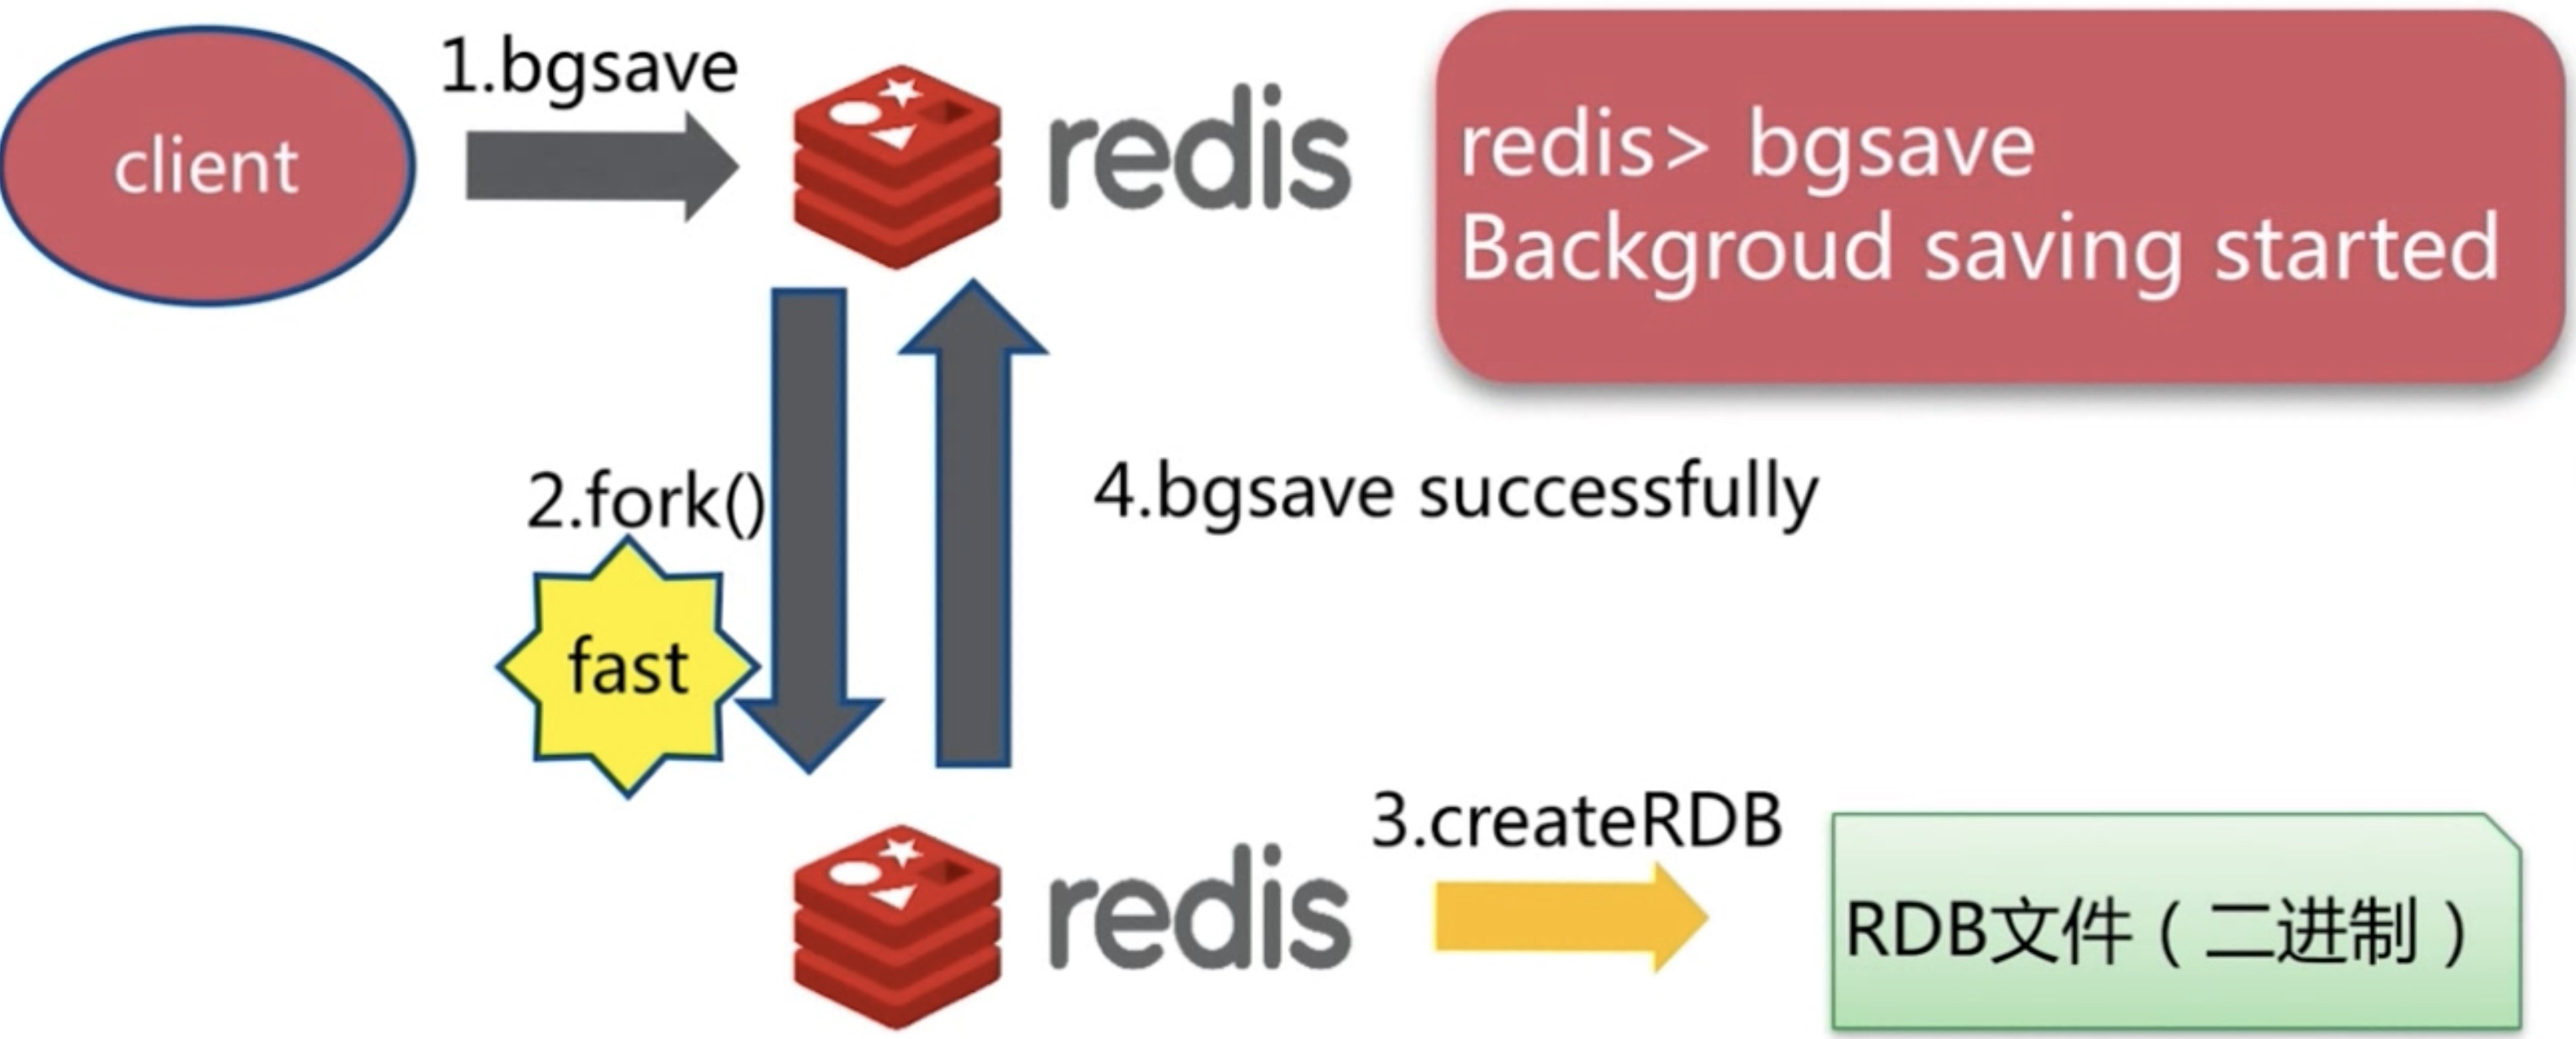 client
1.bgsave
redis
redis> bgsave
Backgroud saving started
2.fork()
fast
4.bgsave successfully
redis
3.createRDB
RDB文件（二进制）